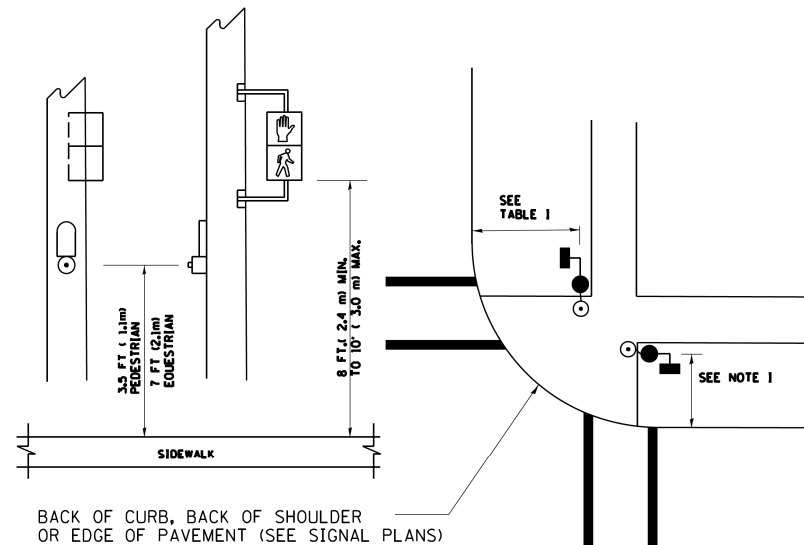 3.5 FT ( 1.1m)
PEDESTRIAN
7 FT (2.1m)
EQUESTRIAN
8 FT.( 2.4 m) MIN.
TO 10' ( 3.0 m) MAX.
SIDEWALK
SEE
TABLE I
SEE NOTE I
BACK OF CURB, BACK OF SHOULDER
OR EDGE OF PAVEMENT (SEE SIGNAL PLANS)